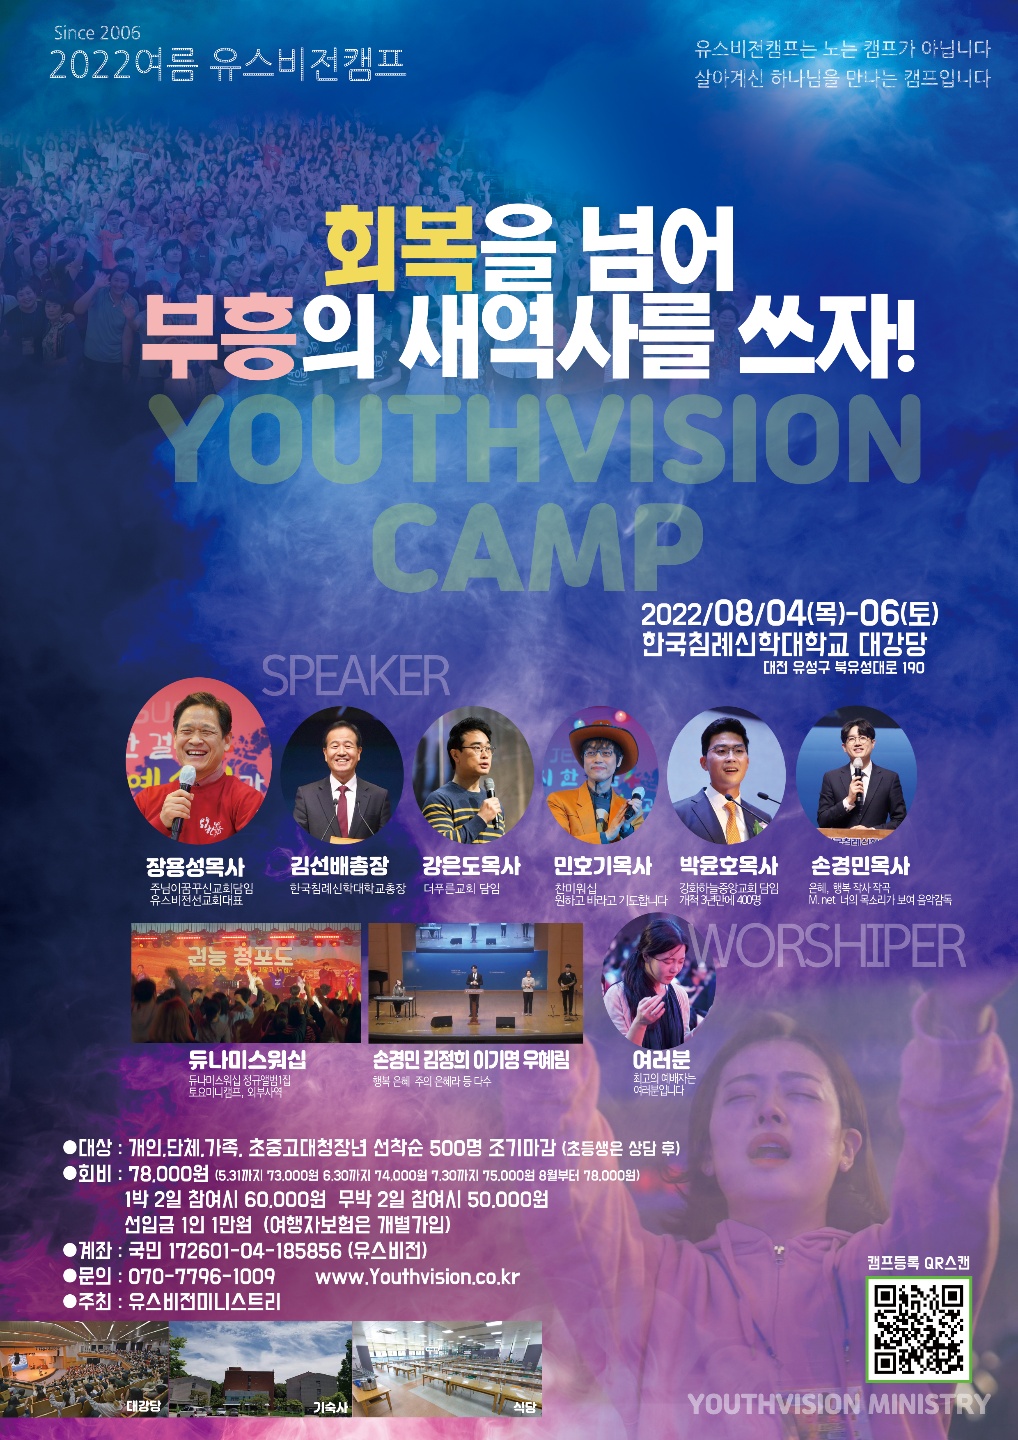 Since 2006
2022여름 유스비전캠프
유스비전캠프는 노는 캠프가 아닙니다
살아계신 하나님을 만나는 캠프입니다
회복을 넘어
부흥의 새역사를 쓰자!
YOUTHVISION
CAMP
2022/08/04(목)-06(토)
한국침례신학대학교 대강당
대전 유성구 북유성대로 190
SPEAKER
장용성목사
주님이꿈꾸신교회담임
유스비전선교회대표
김선배총장
한국침례신학대학교총장
강은도목사
더푸른교회 담임
민호기목사
찬미워십
원하고 바라고 기도합니다
박윤호목사
강화하늘중앙교회 담임
개척 3년만에 400명
손경민목사
은혜, 행복 작사 작곡
M.net 너의 목소리가 보여 음악감독
WORSHIPER
권능 청포도
듀나미스워십
듀나미스워십 정규앨범1집
토요미니캠프, 외부사역
손경민 김정희 이기명 우혜림
행복 은혜 주의 은혜라 등 다수
여러분
최고의 예배자는
여러분입니다
●대상 : 개인,단체,가족, 초중고대청장년 선착순 500명 조기마감 (초등생은 상담 후)
●회비 : 78,000원 (5.31까지 73,000원 6.30까지 74,000원 7.30까지 75,000원 8월부터 78,000원)
1박 2일 참여시 60,000원 무박 2일 참여시 50,000원
선입금 1인 1만원 (여행자보험은 개별가입)
●계좌 : 국민 172601-04-185856 (유스비전)
●문의 : 070-7796-1009 www.Youthvision.co.kr
●주최 : 유스비전미니스트리
캠프등록 QR스캔
대강당
기숙사
식당
YOUTHVISION MINISTRY